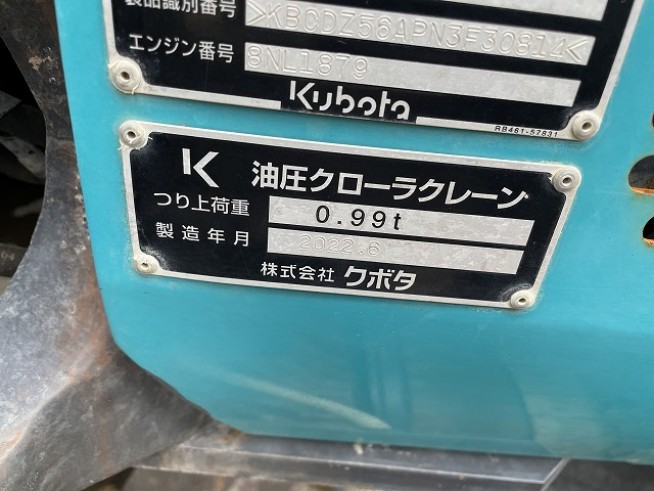 製品識別番号 >KBCDZ56APN3F30814<
エンジン番号 8NL1879
Kubota
RB461-57831
K 油圧クローラクレーン
つり上荷重 0.99t
製造年月 2022.6
株式会社 クボタ